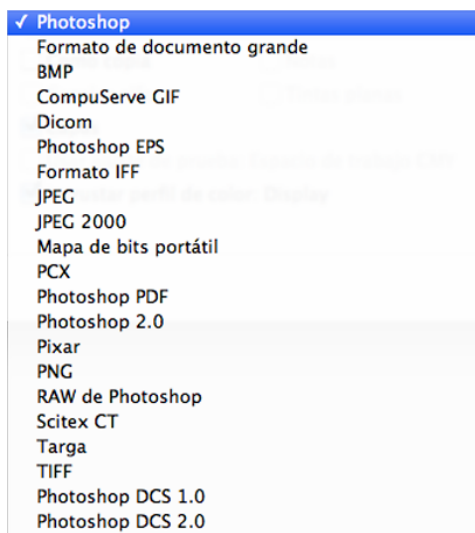 ✓ Photoshop
Formato de documento grande
BMP
CompuServe GIF
Dicom
Photoshop EPS
Formato IFF
JPEG
JPEG 2000
Mapa de bits portátil
PCX
Photoshop PDF
Photoshop 2.0
Pixar
PNG
RAW de Photoshop
Scitex CT
Targa
TIFF
Photoshop DCS 1.0
Photoshop DCS 2.0